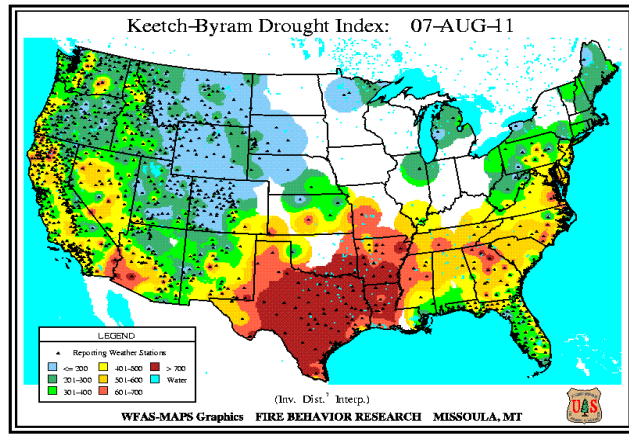 Keetch-Byram Drought Index: 07-AUG-11
LEGEND
Reporting Weather Stations
<= 200
401-500
> 700
201-300
501-600
Water
301-400
601-700
(Inv. Dist.² Interp.)
WFAS-MAPS Graphics FIRE BEHAVIOR RESEARCH MISSOULA, MT
U S